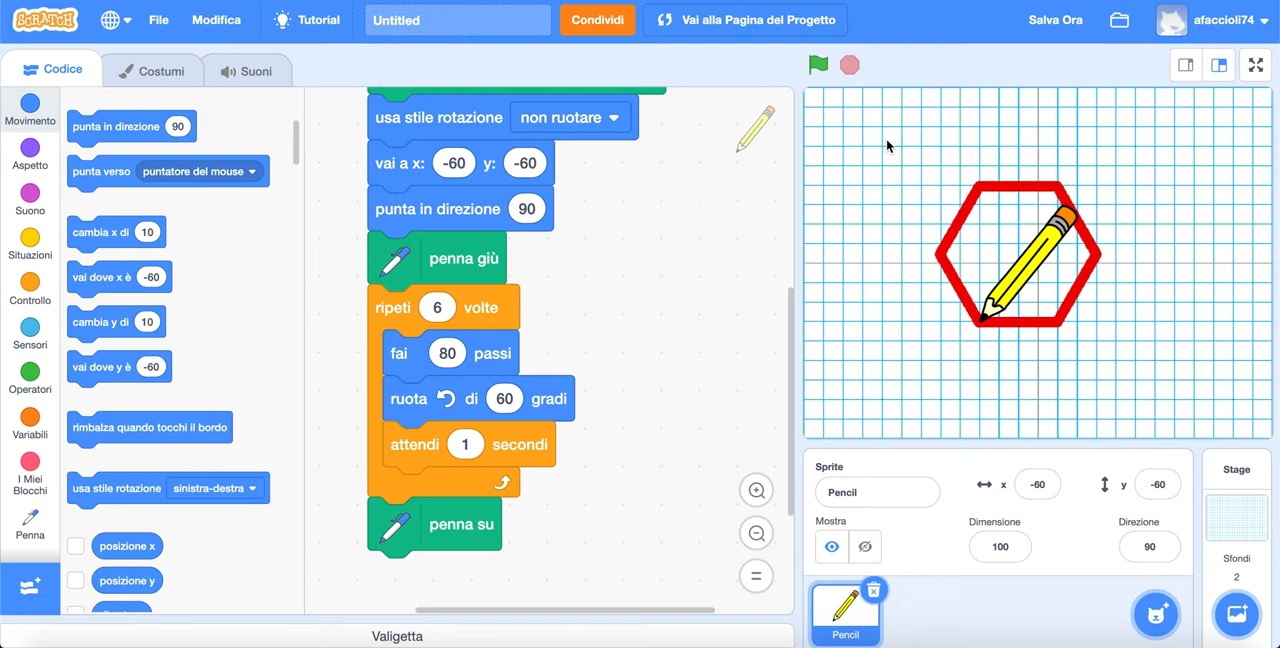 SCRATCH File Modifica Tutorial Untitled Condividi Vai alla Pagina del Progetto Salva Ora afaccioli74
Codice Costumi Suoni
Movimento
Aspetto
Suono
Situazioni
Controllo
Sensori
Operatori
Variabili
I Miei
Blocchi
Penna
punta in direzione 90
punta verso puntatore del mouse
cambia x di 10
vai dove x è -60
cambia y di 10
vai dove y è -60
rimbalza quando tocchi il bordo
usa stile rotazione sinistra-destra
posizione x
posizione y
usa stile rotazione non ruotare
vai a x: -60 y: -60
punta in direzione 90
penna giù
ripeti 6 volte
fai 80 passi
ruota di 60 gradi
attendi 1 secondi
penna su
Valigetta
Sprite
Pencil
x -60
y -60
Mostra
Dimensione
100
Direzione
90
Pencil
Stage
Sfondi
2